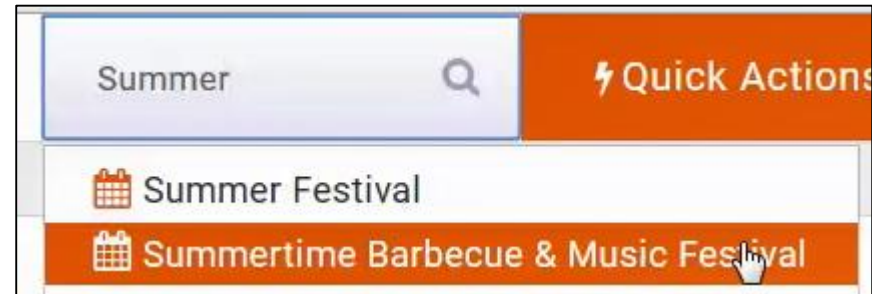 Summer
Quick Actions
Summer Festival
Summertime Barbecue & Music Festival